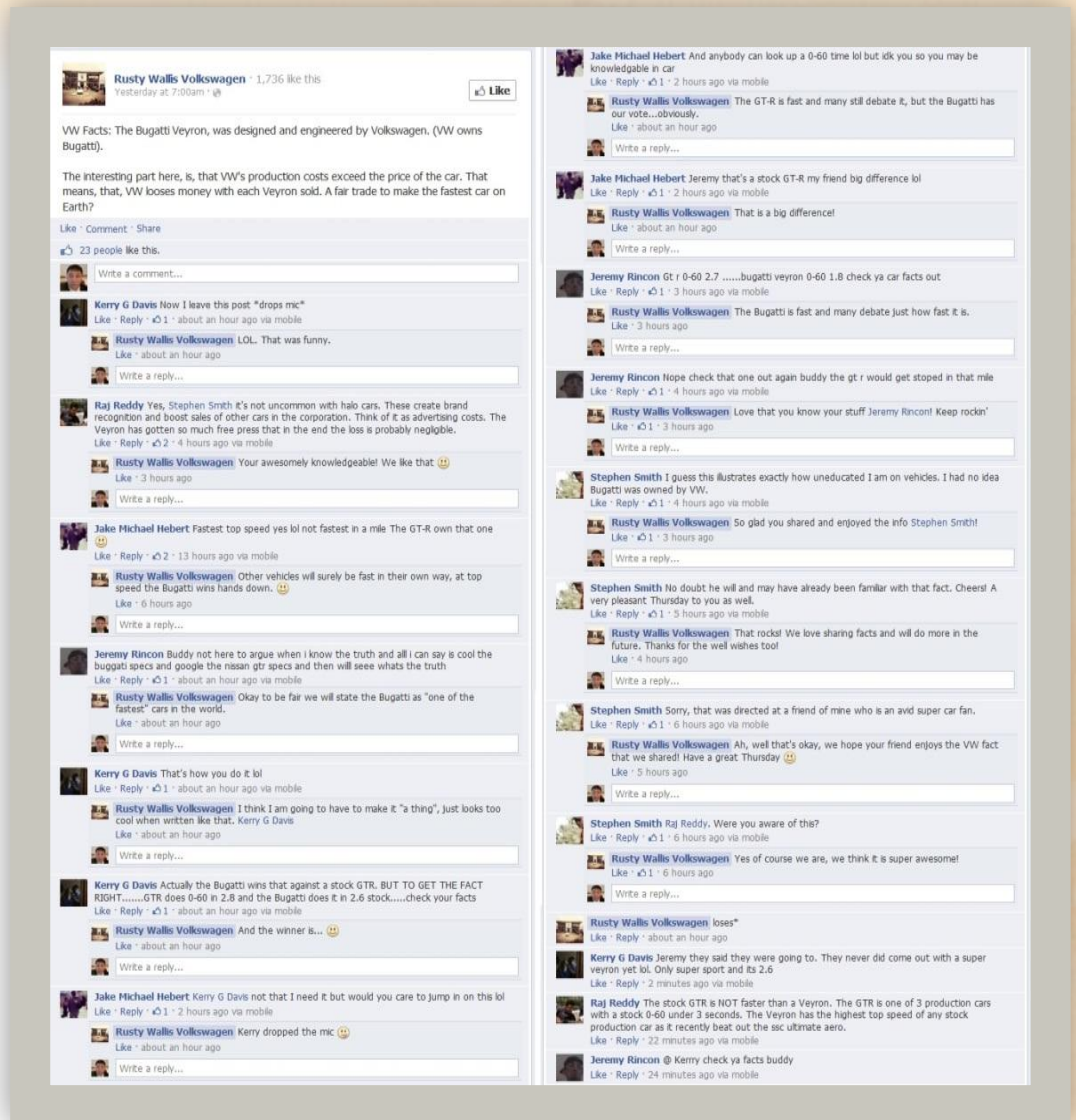 Rusty Wallis Volkswagen · 1,736 like this
Yesterday at 7:00am ·
Like
VW Facts: The Bugatti Veyron, was designed and engineered by Volkswagen. (VW owns
Bugatti).
The interesting part here, is, that VW's production costs exceed the price of the car. That
means, that, VW looses money with each Veyron sold. A fair trade to make the fastest car on
Earth?
Like · Comment · Share
23 people like this.
Write a comment...
Kerry G Davis Now I leave this post *drops mic*
Like · Reply · 1 · about an hour ago via mobile
Rusty Wallis Volkswagen LOL. That was funny.
Like · about an hour ago
Write a reply...
Raj Reddy Yes, Stephen Smith it's not uncommon with halo cars. These create brand
recognition and boost sales of other cars in the corporation. Think of it as advertising costs. The
Veyron has gotten so much free press that in the end the loss is probably negligible.
Like · Reply · 2 · 4 hours ago via mobile
Rusty Wallis Volkswagen Your awesomely knowledgeable! We like that
Like · 3 hours ago
Write a reply...
Jake Michael Hebert Fastest top speed yes lol not fastest in a mile The GT-R own that one
Like · Reply · 2 · 13 hours ago via mobile
Rusty Wallis Volkswagen Other vehicles will surely be fast in their own way, at top
speed the Bugatti wins hands down.
Like · 6 hours ago
Write a reply...
Jeremy Rincon Buddy not here to argue when i know the truth and all i can say is cool the
buggati specs and google the nissan gtr specs and then will seee whats the truth
Like · Reply · 1 · about an hour ago via mobile
Rusty Wallis Volkswagen Okay to be fair we will state the Bugatti as "one of the
fastest" cars in the world.
Like · about an hour ago
Write a reply...
Kerry G Davis That's how you do it lol
Like · Reply · 1 · about an hour ago via mobile
Rusty Wallis Volkswagen I think I am going to have to make it "a thing", just looks too
cool when written like that. Kerry G Davis
Like · about an hour ago
Write a reply...
Kerry G Davis Actually the Bugatti wins that against a stock GTR. BUT TO GET THE FACT
RIGHT.......GTR does 0-60 in 2.8 and the Bugatti does it in 2.6 stock.....check your facts
Like · Reply · 1 · about an hour ago via mobile
Rusty Wallis Volkswagen And the winner is...
Like · about an hour ago
Write a reply...
Jake Michael Hebert Kerry G Davis not that I need it but would you care to jump in on this lol
Like · Reply · 1 · 2 hours ago via mobile
Rusty Wallis Volkswagen Kerry dropped the mic
Like · about an hour ago
Write a reply...
Jake Michael Hebert And anybody can look up a 0-60 time lol but idk you so you may be
knowledgable in car
Like · Reply · 1 · 2 hours ago via mobile
Rusty Wallis Volkswagen The GT-R is fast and many still debate it, but the Bugatti has
our vote...obviously.
Like · about an hour ago
Write a reply...
Jake Michael Hebert Jeremy that's a stock GT-R my friend big difference lol
Like · Reply · 1 · 2 hours ago via mobile
Rusty Wallis Volkswagen That is a big difference!
Like · about an hour ago
Write a reply...
Jeremy Rincon Gt r 0-60 2.7 ......bugatti veyron 0-60 1.8 check ya car facts out
Like · Reply · 1 · 3 hours ago via mobile
Rusty Wallis Volkswagen The Bugatti is fast and many debate just how fast it is.
Like · 3 hours ago
Write a reply...
Jeremy Rincon Nope check that one out again buddy the gt r would get stoped in that mile
Like · Reply · 1 · 4 hours ago via mobile
Rusty Wallis Volkswagen Love that you know your stuff Jeremy Rincon! Keep rockin'
Like · 1 · 3 hours ago
Write a reply...
Stephen Smith I guess this illustrates exactly how uneducated I am on vehicles. I had no idea
Bugatti was owned by VW.
Like · Reply · 1 · 4 hours ago via mobile
Rusty Wallis Volkswagen So glad you shared and enjoyed the info Stephen Smith!
Like · 1 · 3 hours ago
Write a reply...
Stephen Smith No doubt he will and may have already been familar with that fact. Cheers! A
very pleasant Thursday to you as well.
Like · Reply · 1 · 5 hours ago via mobile
Rusty Wallis Volkswagen That rocks! We love sharing facts and will do more in the
future. Thanks for the well wishes too!
Like · 4 hours ago
Write a reply...
Stephen Smith Sorry, that was directed at a friend of mine who is an avid super car fan.
Like · Reply · 1 · 6 hours ago via mobile
Rusty Wallis Volkswagen Ah, well that's okay, we hope your friend enjoys the VW fact
that we shared! Have a great Thursday
Like · 5 hours ago
Write a reply...
Stephen Smith Raj Reddy. Were you aware of this?
Like · Reply · 1 · 6 hours ago via mobile
Rusty Wallis Volkswagen Yes of course we are, we think it is super awesome!
Like · 1 · 6 hours ago
Write a reply...
Rusty Wallis Volkswagen loses*
Like · Reply · about an hour ago
Kerry G Davis Jeremy they said they were going to. They never did come out with a super
veyron yet lol. Only super sport and its 2.6
Like · Reply · 2 minutes ago via mobile
Raj Reddy The stock GTR is NOT faster than a Veyron. The GTR is one of 3 production cars
with a stock 0-60 under 3 seconds. The Veyron has the highest top speed of any stock
production car as it recently beat out the ssc ultimate aero.
Like · Reply · 22 minutes ago via mobile
Jeremy Rincon @ Kerrry check ya facts buddy
Like · Reply · 24 minutes ago via mobile